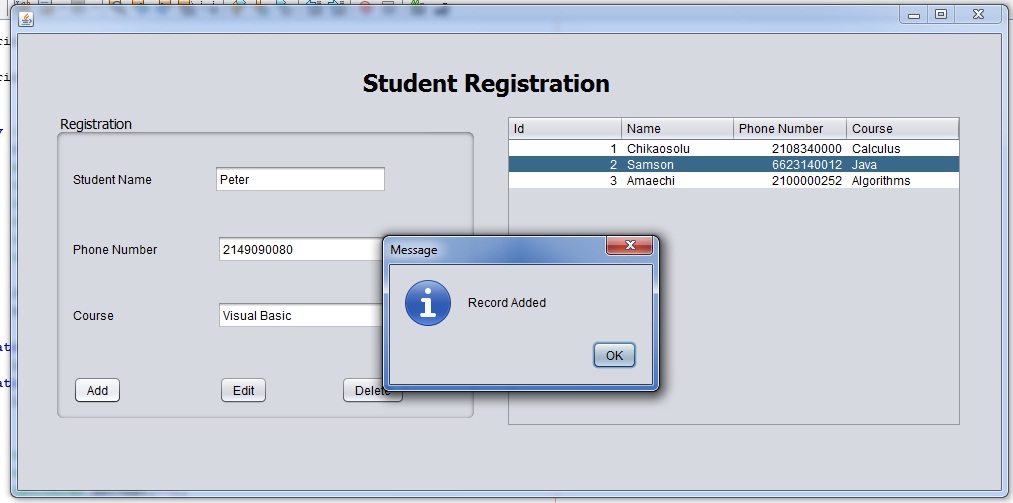 Student Registration
Registration
Student Name
Peter
Phone Number
2149090080
Course
Visual Basic
Add
Edit
Delete
Id Name Phone Number Course
1 Chikaosolu 2108340000 Calculus
2 Samson 6623140012 Java
3 Amaechi 2100000252 Algorithms
Message
Record Added
OK